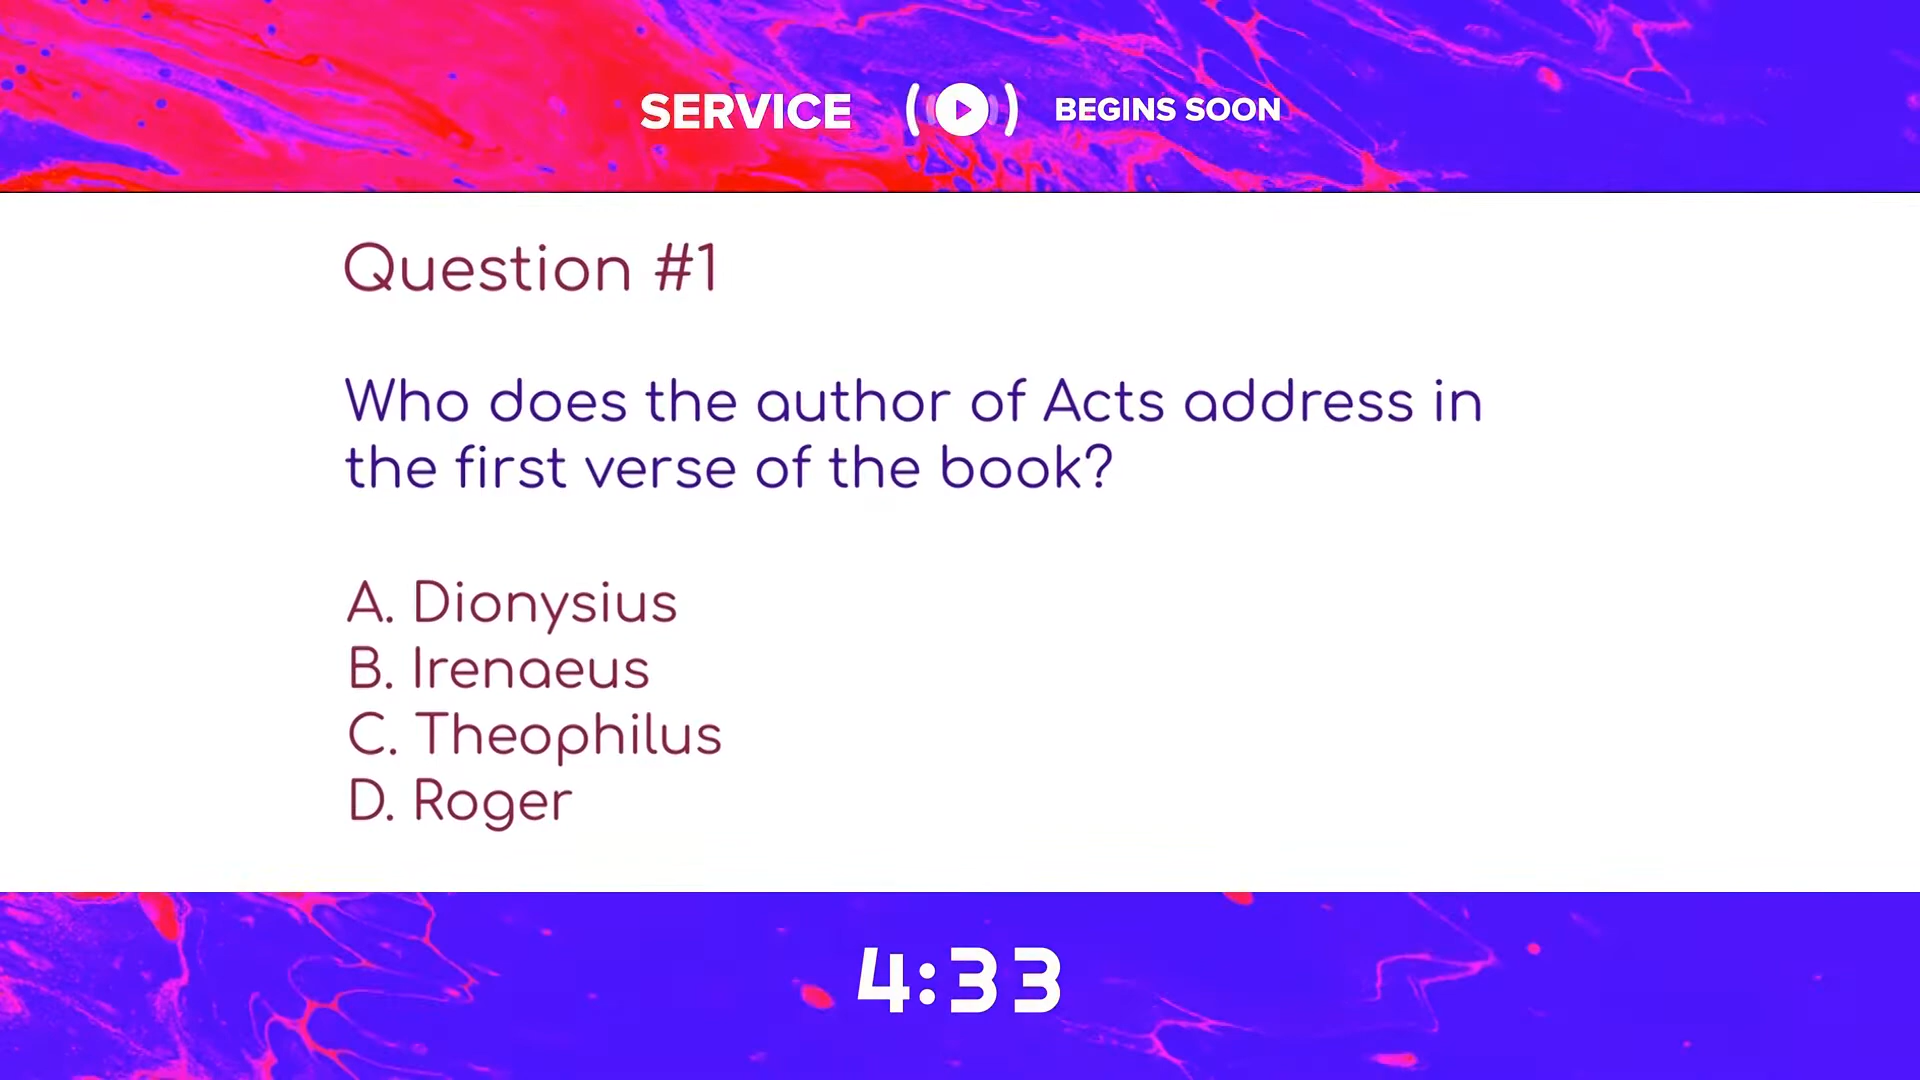 SERVICE BEGINS SOON
Question #1
Who does the author of Acts address in
the first verse of the book?
A. Dionysius
B. Irenaeus
C. Theophilus
D. Roger
4:33